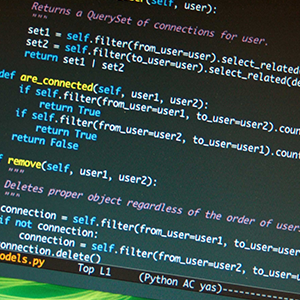 , user):
"""
Returns a QuerySet of connections for user.
"""
set1 = self.filter(from_user=user).select_related
set2 = self.filter(to_user=user).select_related(de
return set1 | set2
def are_connected(self, user1, user2):
if self.filter(from_user=user1, to_user=user2).coun
return True
if self.filter(from_user=user2, to_user=user1).coun
return True
return False
remove(self, user1, user2):
"""
Deletes proper object regardless of the order of users
"""
connection = self.filter(from_user=user1, to_user=
if not connection:
connection = self.filter(from_user=user2, to_user=
connection.delete()
odels.py Top L1 (Python AC yas)